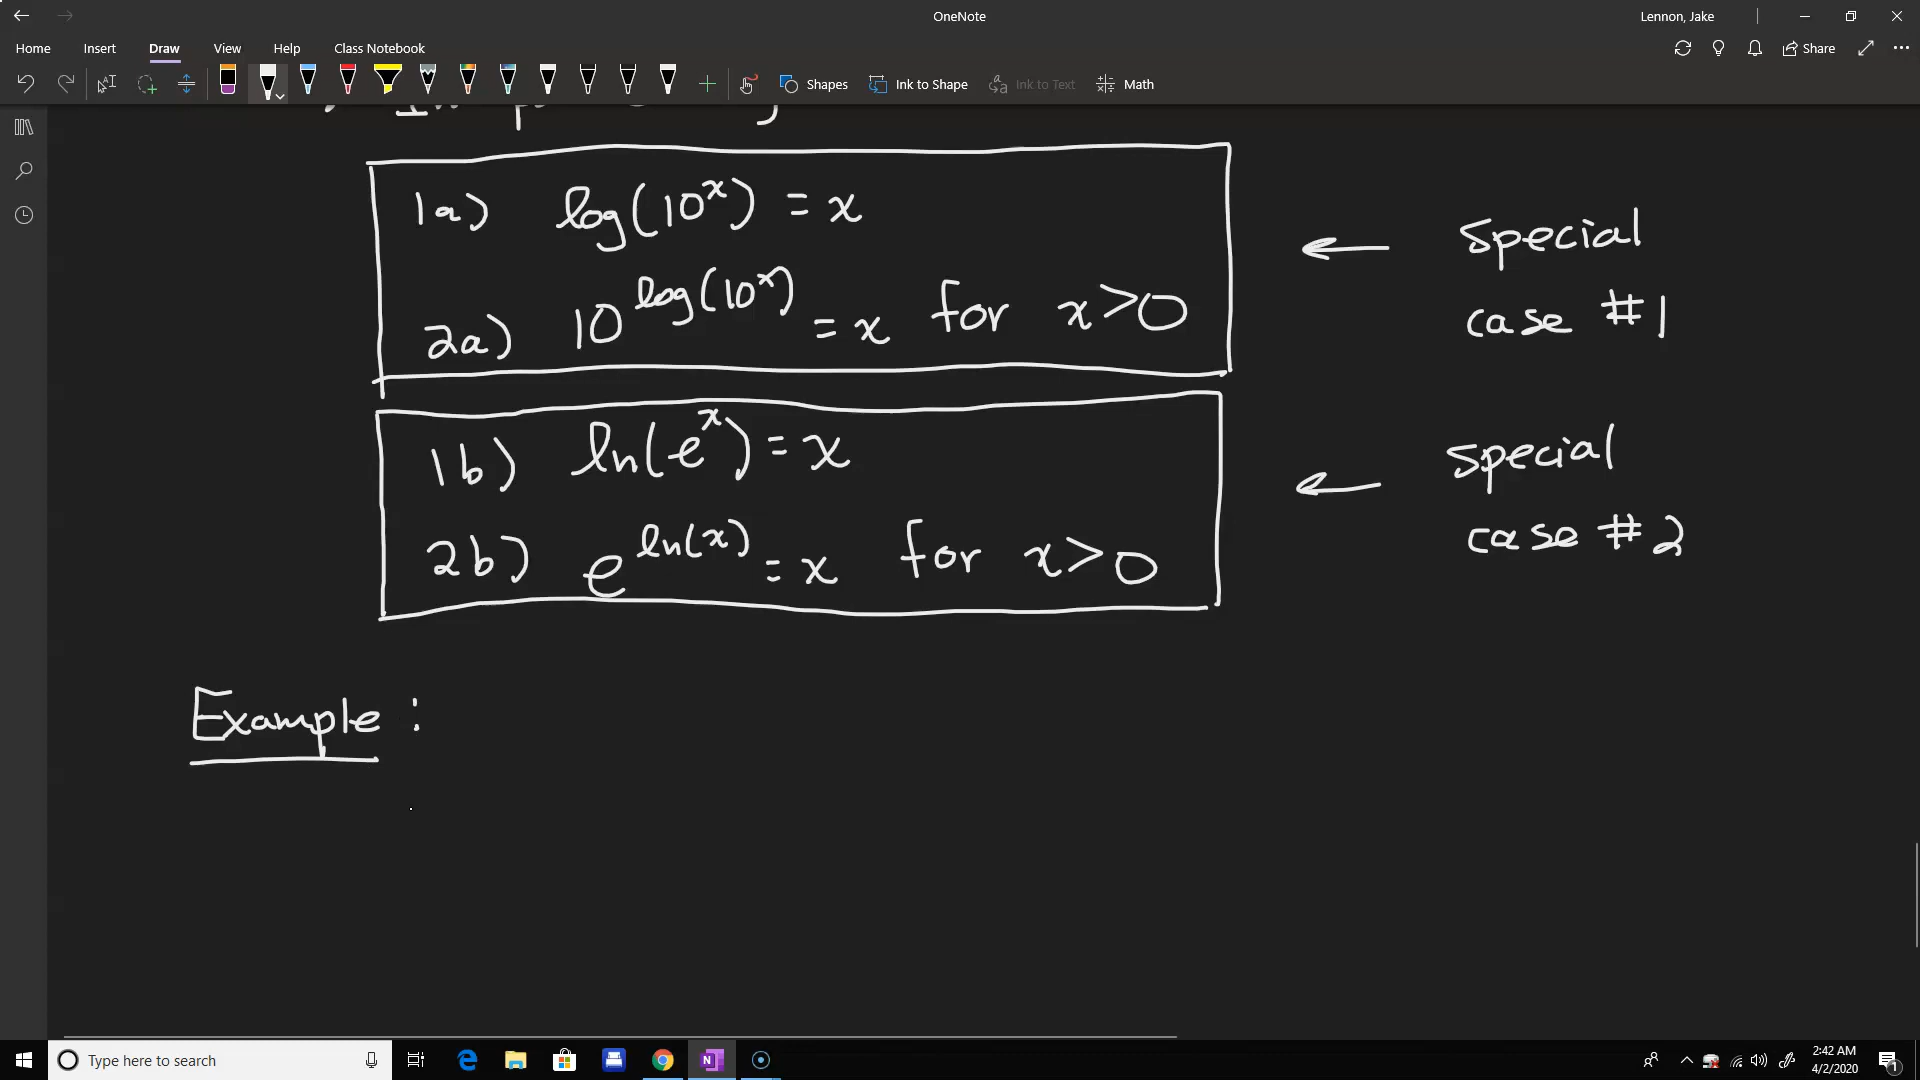 OneNote
Lennon, Jake
Home Insert Draw View Help Class Notebook
Share
Shapes Ink to Shape Ink to Text Math
1a) log(10^x) = x
2a) 10^log(10^x) = x for x>0
← special
case #1
1b) ln(e^x) = x
2b) e^ln(x) = x for x>0
← special
case #2
Example :
Type here to search
2:42 AM
4/2/2020
1